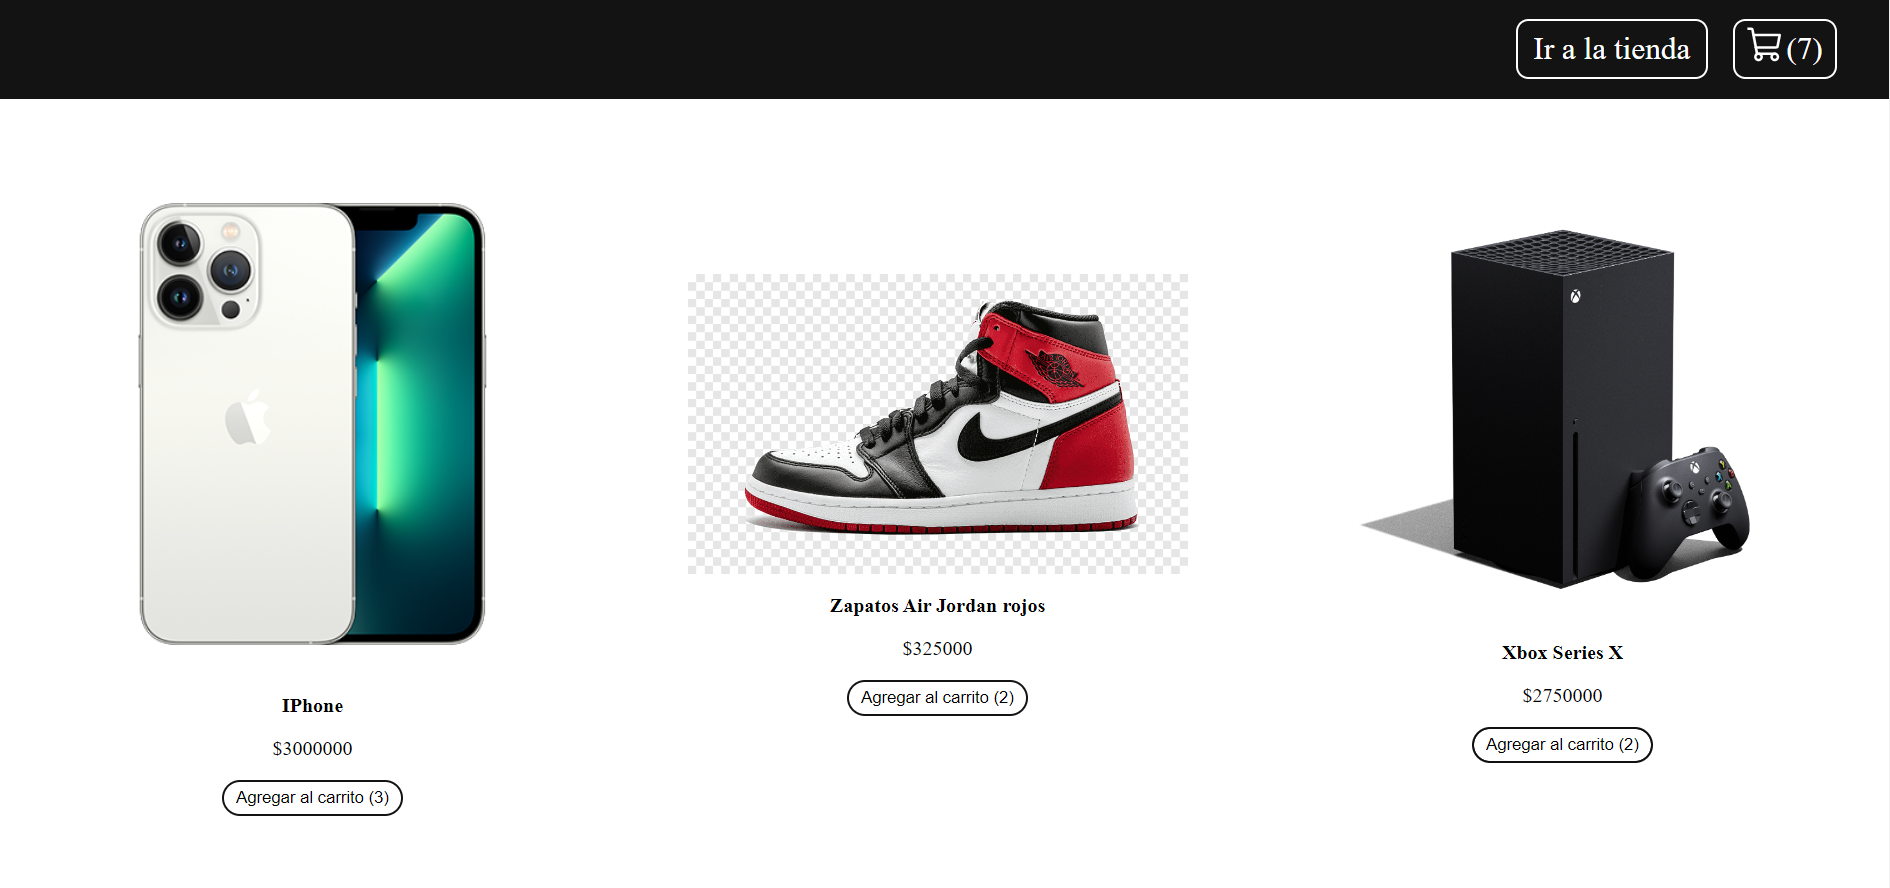 Ir a la tienda
(7)
IPhone
$3000000
Agregar al carrito (3)
Zapatos Air Jordan rojos
$325000
Agregar al carrito (2)
Xbox Series X
$2750000
Agregar al carrito (2)